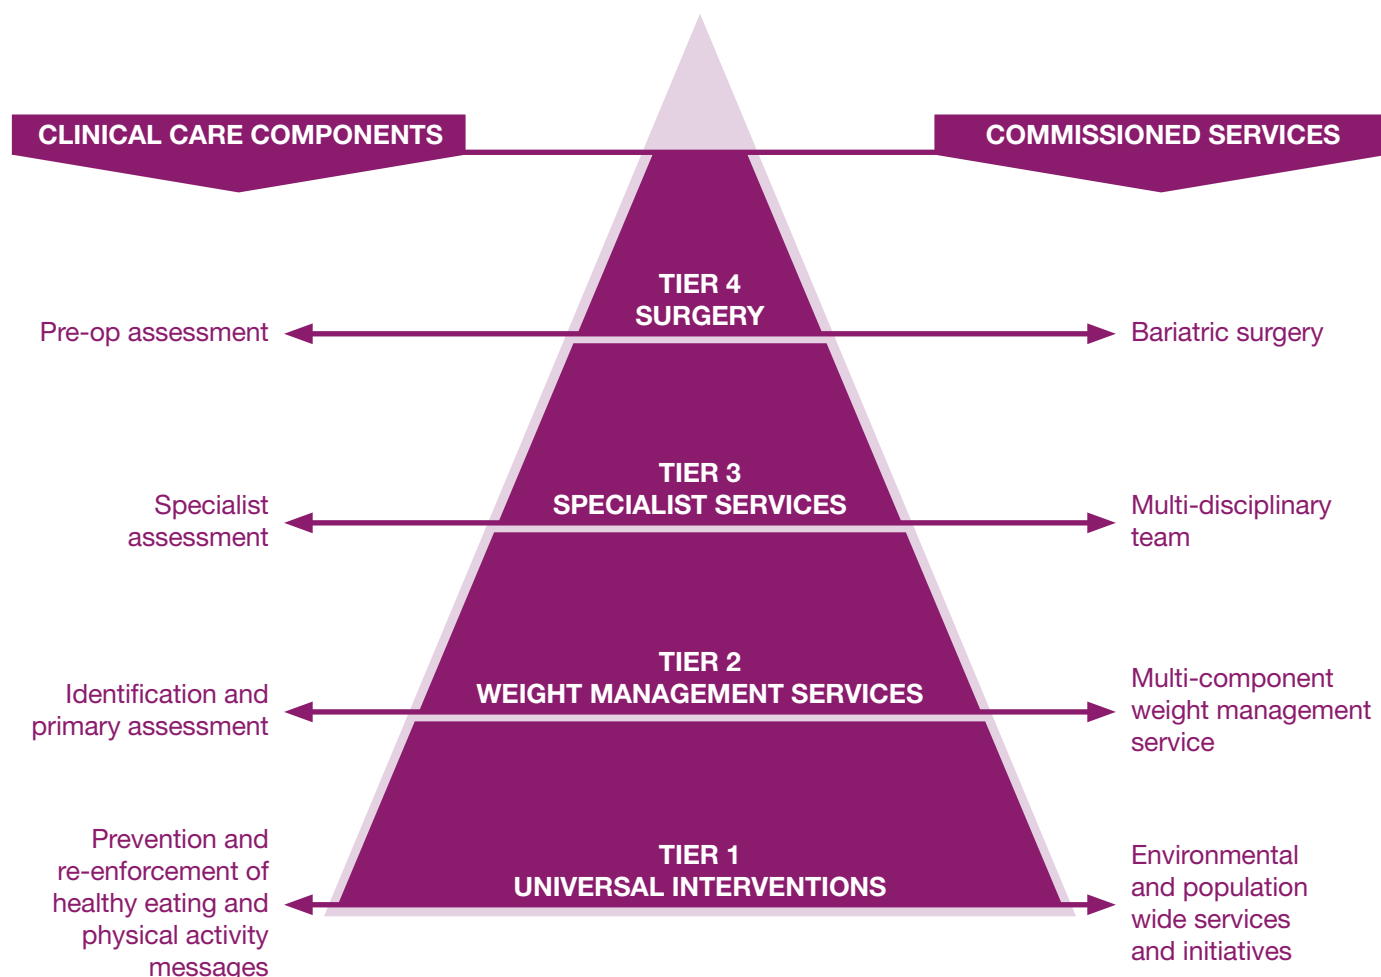 CLINICAL CARE COMPONENTS
COMMISSIONED SERVICES
TIER 4
SURGERY
Pre-op assessment
Bariatric surgery
TIER 3
SPECIALIST SERVICES
Specialist
assessment
Multi-disciplinary
team
TIER 2
WEIGHT MANAGEMENT SERVICES
Identification and
primary assessment
Multi-component
weight management
service
TIER 1
UNIVERSAL INTERVENTIONS
Prevention and
re-enforcement of
healthy eating and
physical activity
messages
Environmental
and population
wide services
and initiatives